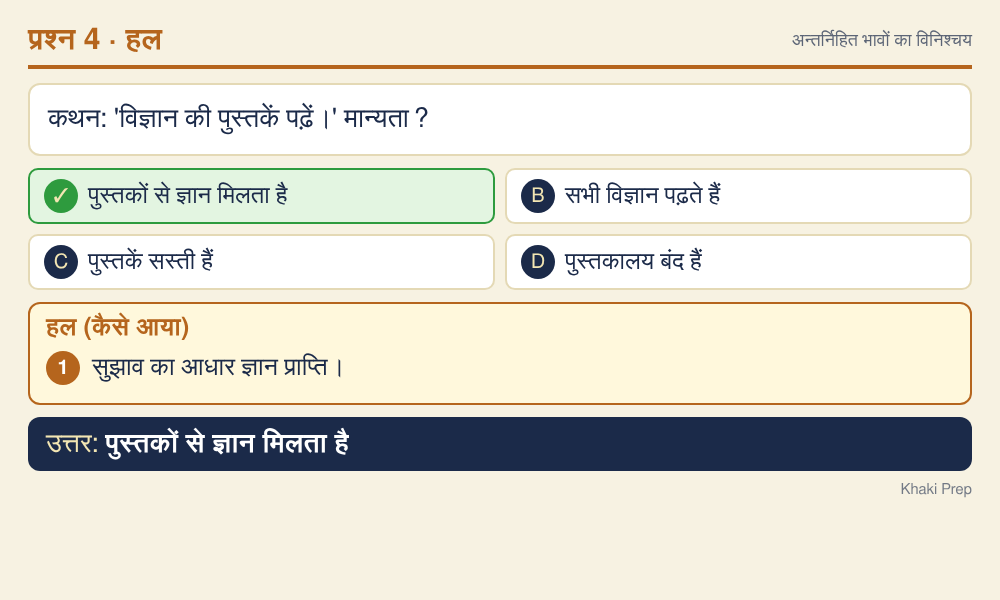 प्रश्न 4 · हल
अन्तर्निहित भावों का विनिश्चय
कथन: 'विज्ञान की पुस्तकें पढ़ें।' मान्यता ?
✓ पुस्तकों से ज्ञान मिलता है
B सभी विज्ञान पढ़ते हैं
C पुस्तकें सस्ती हैं
D पुस्तकालय बंद हैं
हल (कैसे आया)
1 सुझाव का आधार ज्ञान प्राप्ति।
उत्तर: पुस्तकों से ज्ञान मिलता है
Khaki Prep